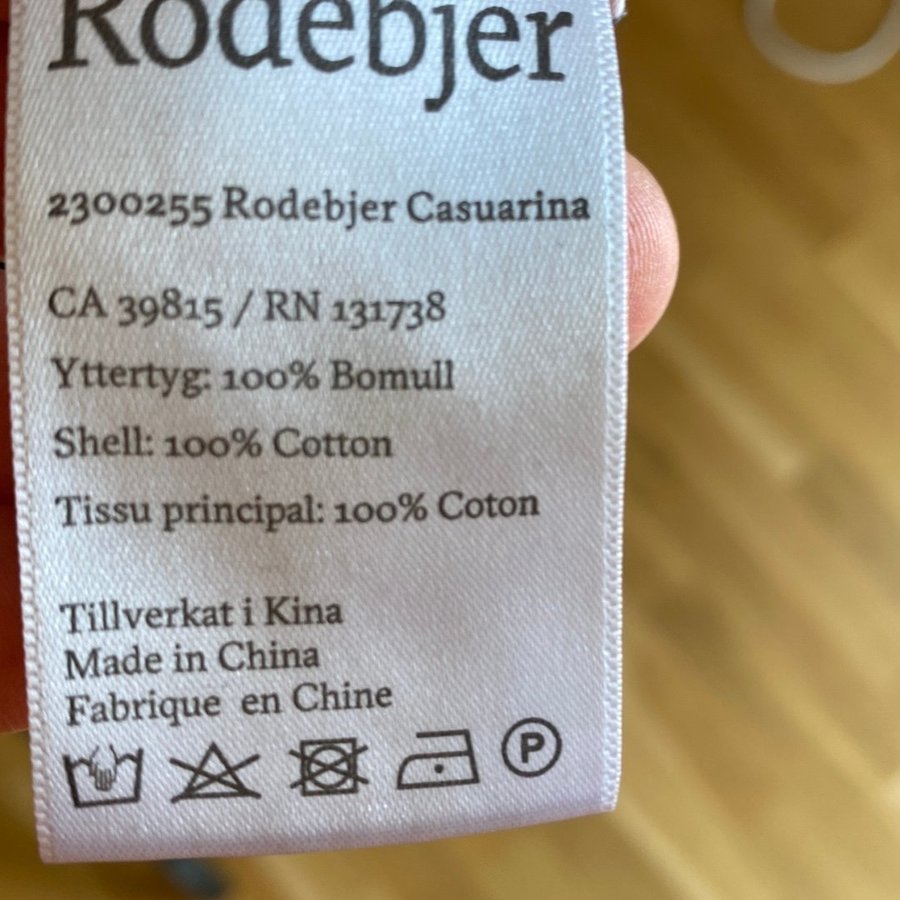 Rodebjer
2300255 Rodebjer Casuarina
CA 39815 / RN 131738
Yttertyg: 100% Bomull
Shell: 100% Cotton
Tissu principal: 100% Coton
Tillverkat i Kina
Made in China
Fabrique en Chine
P